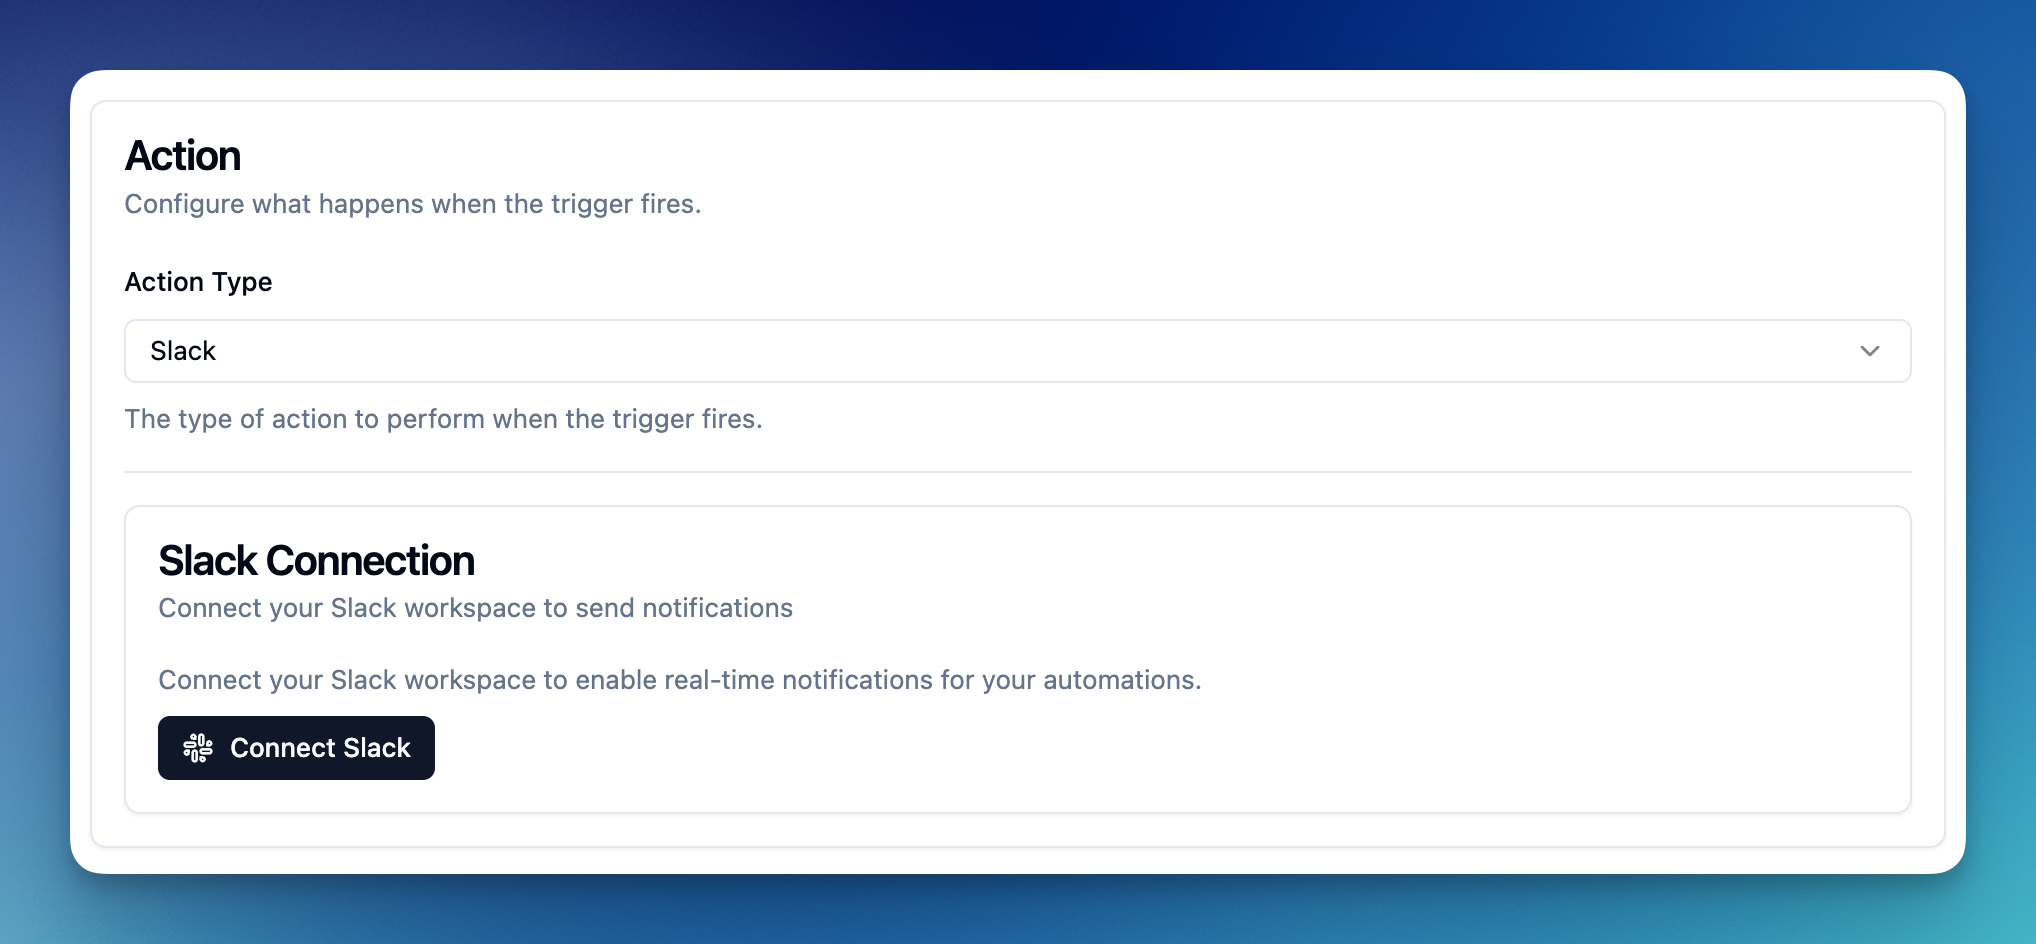 Action
Configure what happens when the trigger fires.
Action Type
Slack
The type of action to perform when the trigger fires.
Slack Connection
Connect your Slack workspace to send notifications
Connect your Slack workspace to enable real-time notifications for your automations.
Connect Slack